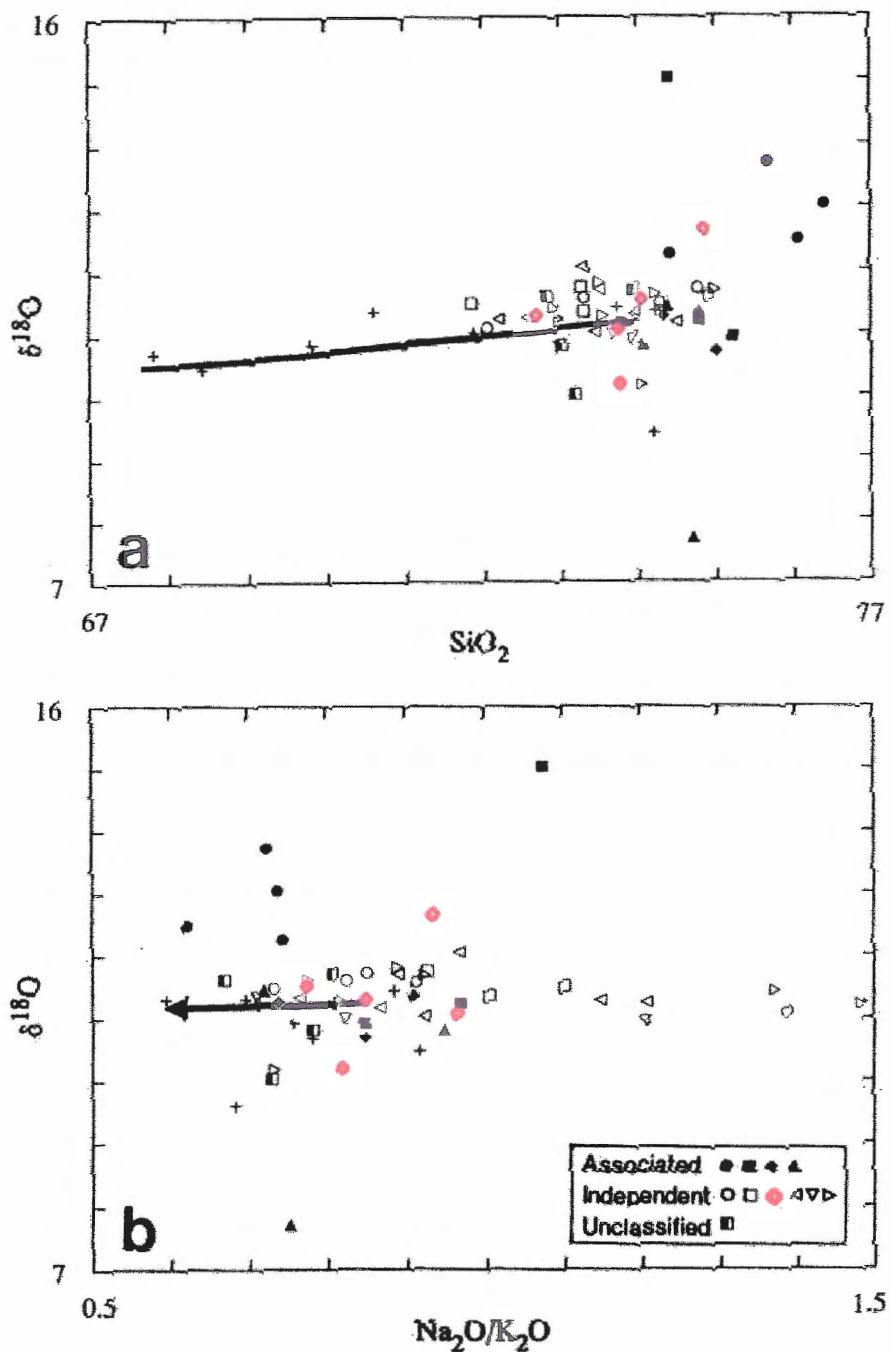 16
δ18O
7
a
67
77
SiO2
16
δ18O
7
b
Associated
Independent
Unclassified
0.5
1.5
Na2O/K2O